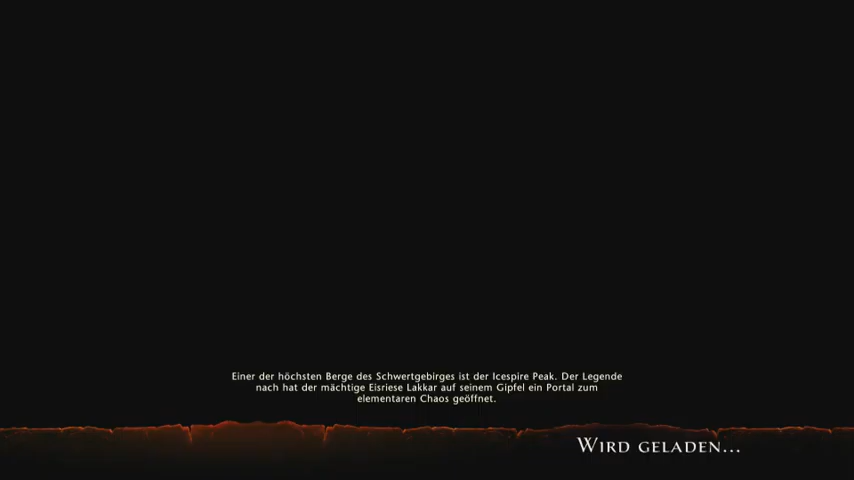 Einer der höchsten Berge des Schwertgebirges ist der Icespire Peak. Der Legende
nach hat der mächtige Eisriese Lakkar auf seinem Gipfel ein Portal zum
elementaren Chaos geöffnet.
Wird geladen...